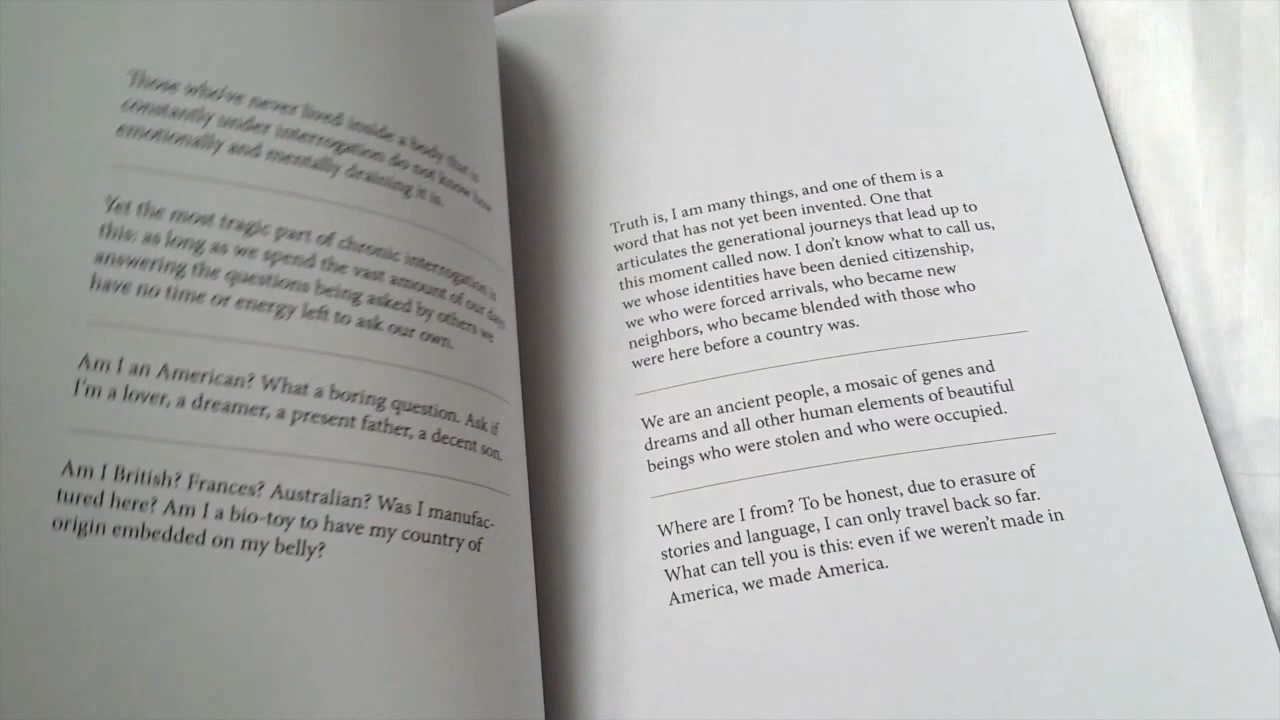 Those who've never lived inside a body that is
constantly under interrogation do not know how
emotionally and mentally draining it is.
Yet the most tragic part of chronic interrogation is
this: as long as we spend the vast amount of our days
answering the questions being asked by others we
have no time or energy left to ask our own.
Am I an American? What a boring question. Ask if
I'm a lover, a dreamer, a present father, a decent son.
Am I British? Frances? Australian? Was I manufac-
tured here? Am I a bio-toy to have my country of
origin embedded on my belly?
Truth is, I am many things, and one of them is a
word that has not yet been invented. One that
articulates the generational journeys that lead up to
this moment called now. I don't know what to call us,
we whose identities have been denied citizenship,
we who were forced arrivals, who became new
neighbors, who became blended with those who
were here before a country was.
We are an ancient people, a mosaic of genes and
dreams and all other human elements of beautiful
beings who were stolen and who were occupied.
Where are I from? To be honest, due to erasure of
stories and language, I can only travel back so far.
What can tell you is this: even if we weren't made in
America, we made America.